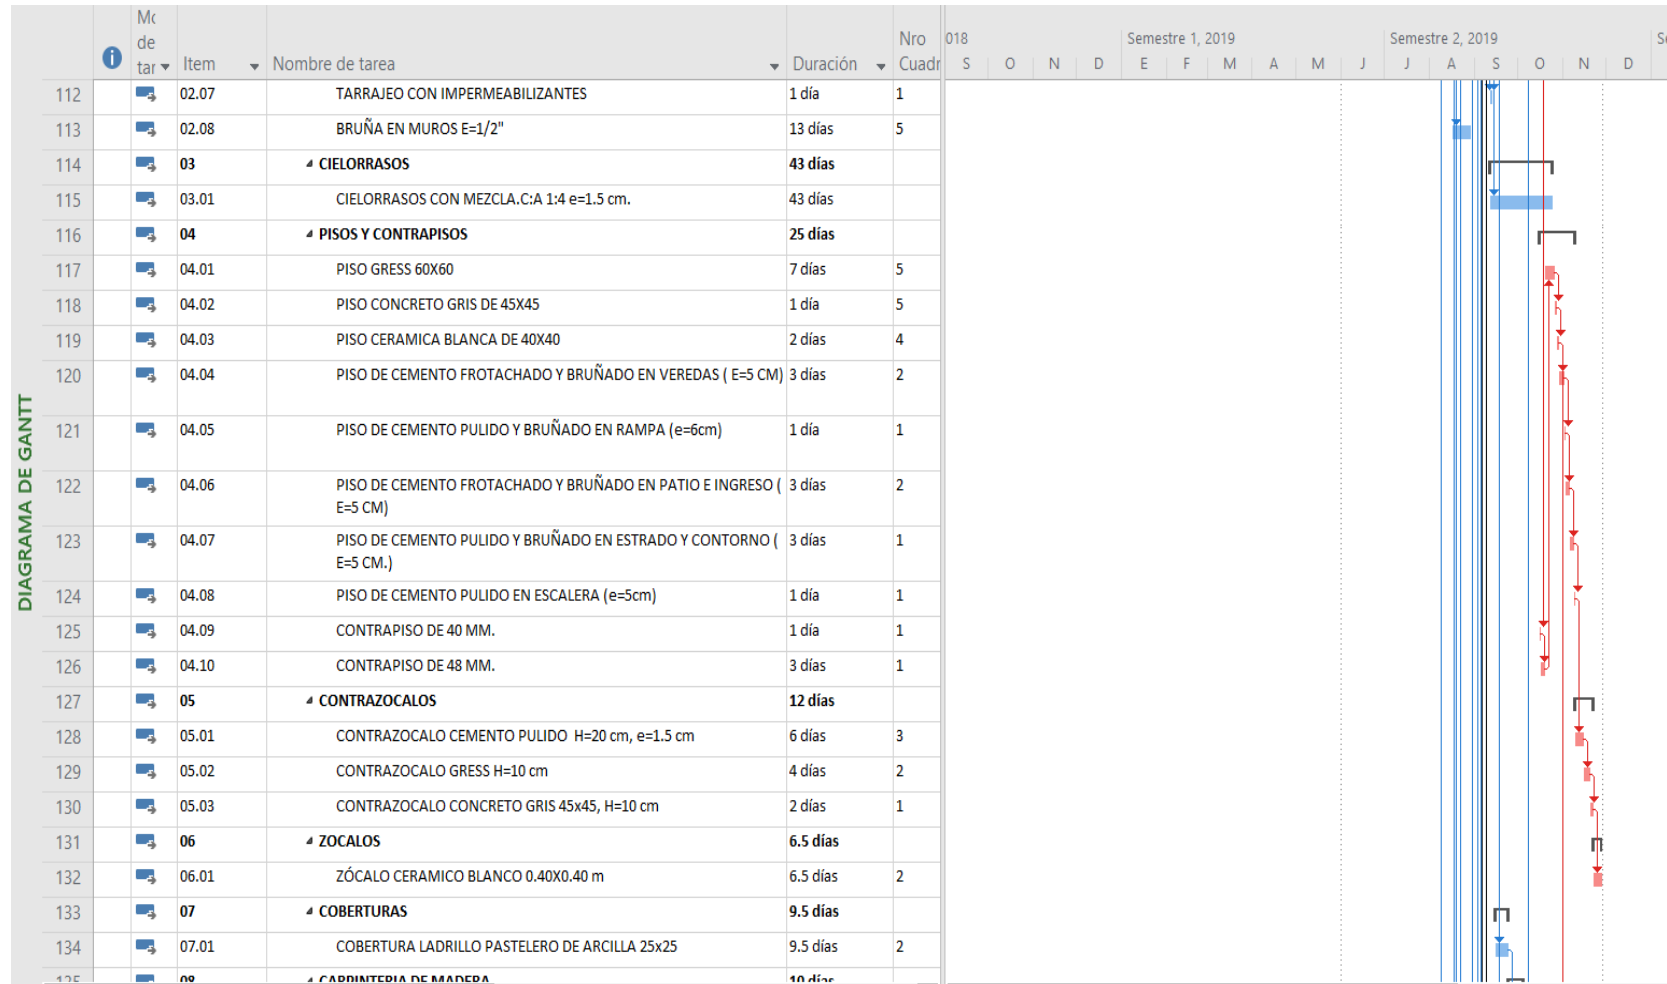 DIAGRAMA DE GANTT
Mo
de
tar Item Nombre de tarea Duración Nro
Cuadr
018 Semestre 1, 2019 Semestre 2, 2019 S
S O N D E F M A M J J A S O N D
112 02.07 TARRAJEO CON IMPERMEABILIZANTES 1 día 1
113 02.08 BRUÑA EN MUROS E=1/2" 13 días 5
114 03 CIELORRASOS 43 días
115 03.01 CIELORRASOS CON MEZCLA.C:A 1:4 e=1.5 cm. 43 días
116 04 PISOS Y CONTRAPISOS 25 días
117 04.01 PISO GRESS 60X60 7 días 5
118 04.02 PISO CONCRETO GRIS DE 45X45 1 día 5
119 04.03 PISO CERAMICA BLANCA DE 40X40 2 días 4
120 04.04 PISO DE CEMENTO FROTACHADO Y BRUÑADO EN VEREDAS ( E=5 CM) 3 días 2
121 04.05 PISO DE CEMENTO PULIDO Y BRUÑADO EN RAMPA (e=6cm) 1 día 1
122 04.06 PISO DE CEMENTO FROTACHADO Y BRUÑADO EN PATIO E INGRESO ( 3 días 2
E=5 CM)
123 04.07 PISO DE CEMENTO PULIDO Y BRUÑADO EN ESTRADO Y CONTORNO ( 3 días 1
E=5 CM.)
124 04.08 PISO DE CEMENTO PULIDO EN ESCALERA (e=5cm) 1 día 1
125 04.09 CONTRAPISO DE 40 MM. 1 día 1
126 04.10 CONTRAPISO DE 48 MM. 3 días 1
127 05 CONTRAZOCALOS 12 días
128 05.01 CONTRAZOCALO CEMENTO PULIDO H=20 cm, e=1.5 cm 6 días 3
129 05.02 CONTRAZOCALO GRESS H=10 cm 4 días 2
130 05.03 CONTRAZOCALO CONCRETO GRIS 45x45, H=10 cm 2 días 1
131 06 ZOCALOS 6.5 días
132 06.01 ZÓCALO CERAMICO BLANCO 0.40X0.40 m 6.5 días 2
133 07 COBERTURAS 9.5 días
134 07.01 COBERTURA LADRILLO PASTELERO DE ARCILLA 25x25 9.5 días 2
135 08 CARPINTERIA DE MADERA 10 días